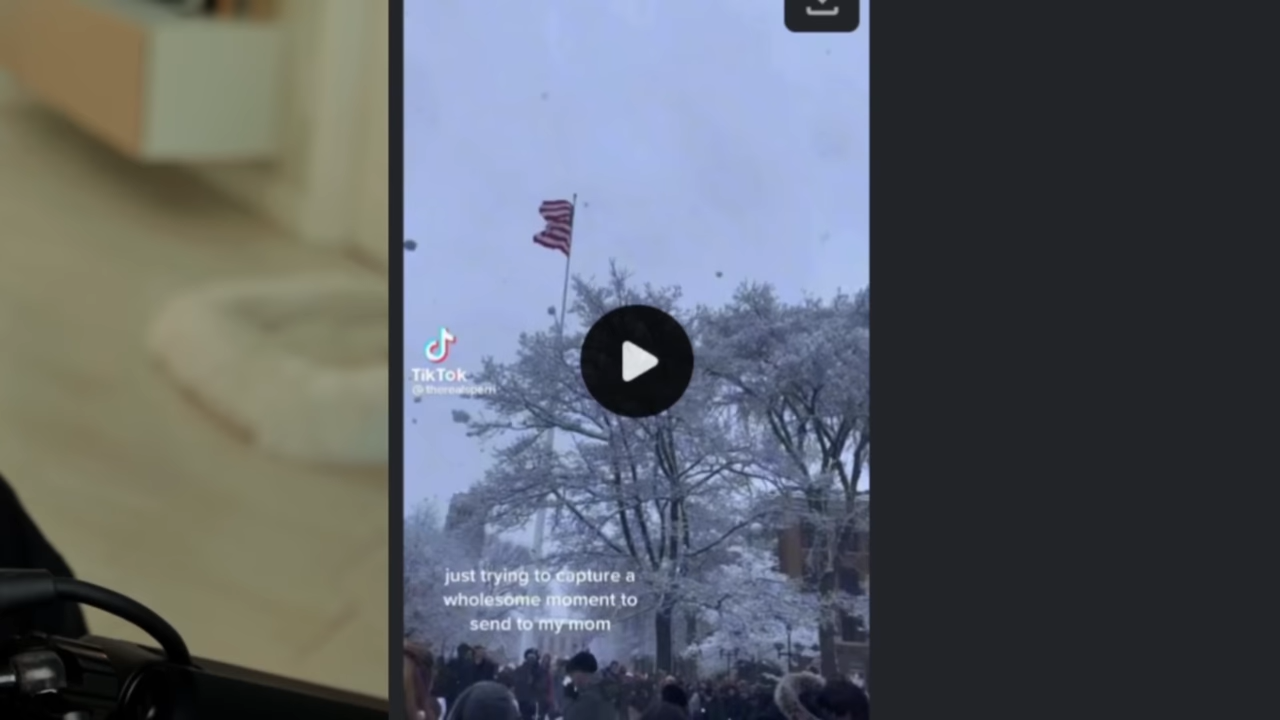 TikTok
just trying to capture a
wholesome moment to
send to my mom